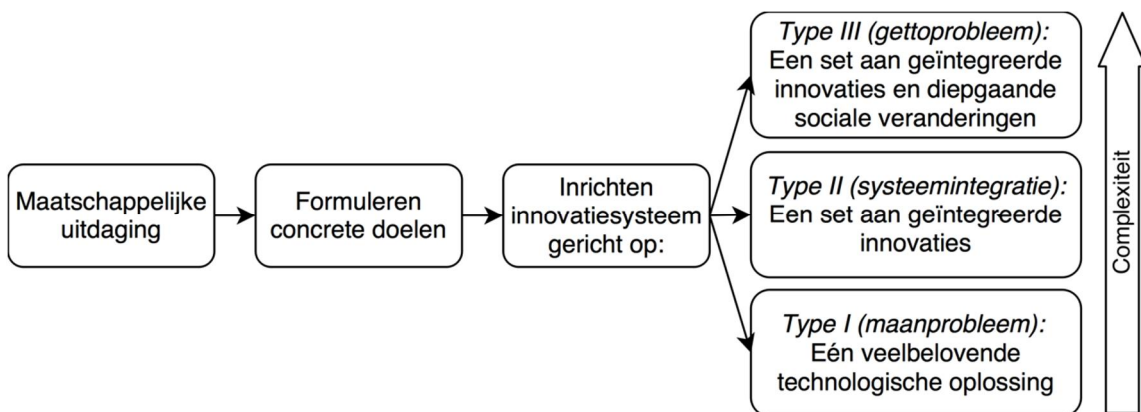 Maatschappelijke
uitdaging
Formuleren
concrete doelen
Inrichten
innovatiesysteem
gericht op:
Type III (gettoprobleem):
Een set aan geïntegreerde
innovaties en diepgaande
sociale veranderingen
Type II (systeemintegratie):
Een set aan geïntegreerde
innovaties
Type I (maanprobleem):
Eén veelbelovende
technologische oplossing
Complexiteit